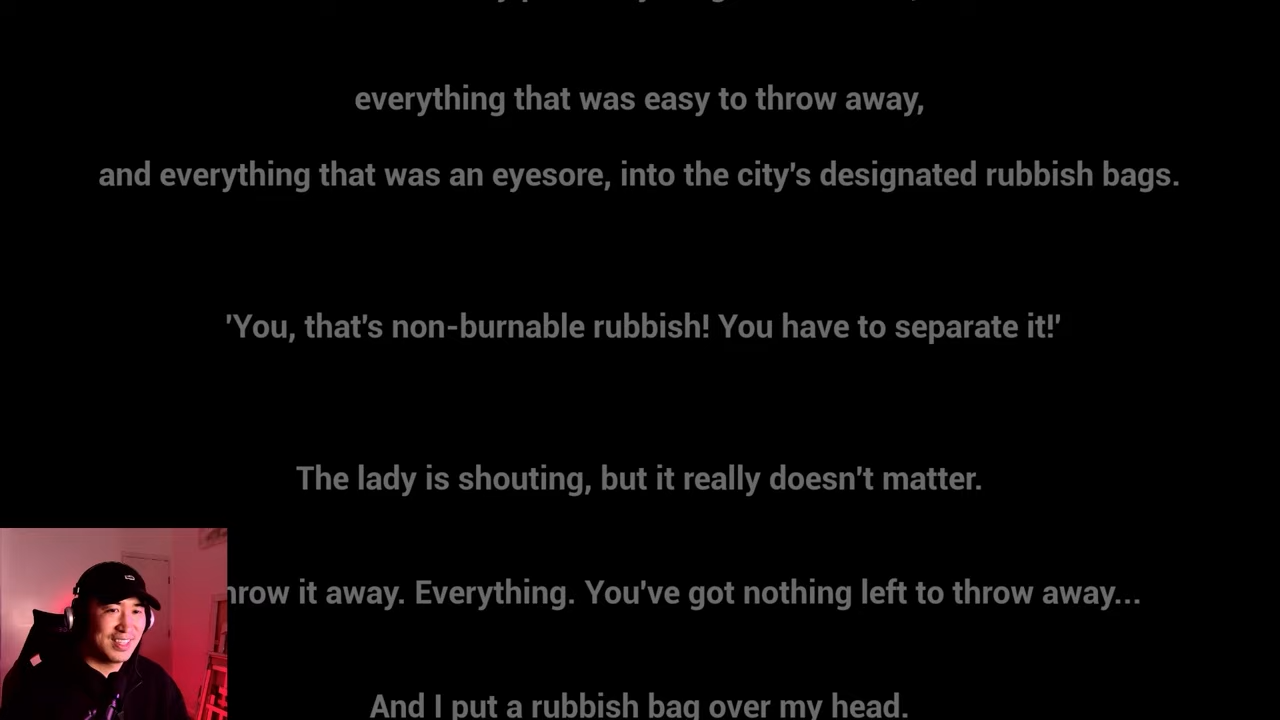 everything that was easy to throw away,
and everything that was an eyesore, into the city's designated rubbish bags.
'You, that's non-burnable rubbish! You have to separate it!'
The lady is shouting, but it really doesn't matter.
it away. Everything. You've got nothing left to throw away...
And I put a rubbish bag over my head.